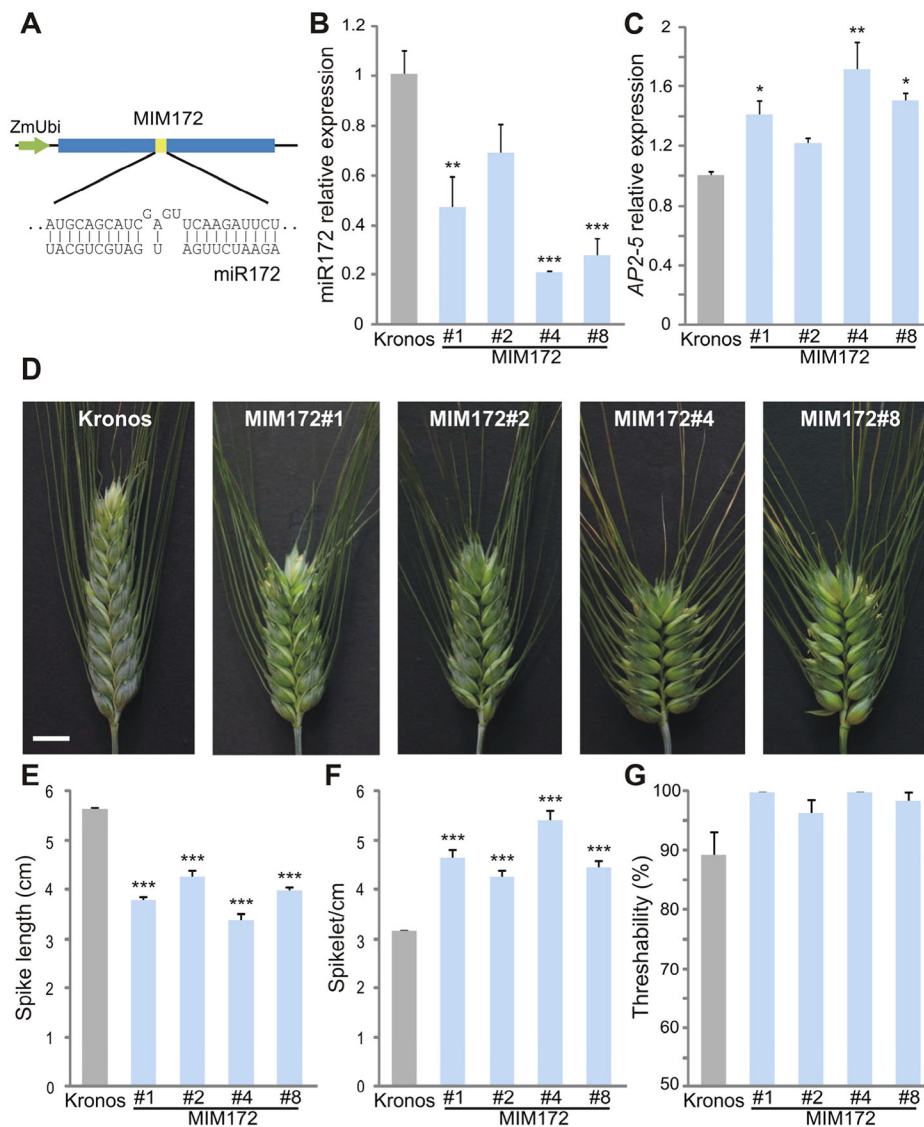 A
ZmUbi
MIM172
..AUGCAGCAUC GAGU UCAAGAUUCU..
UACGUCGUAG U AGUUCUAAGA
miR172
B
miR172 relative expression
1.2
1
0.8
0.6
0.4
0.2
0
** *** ***
Kronos #1 #2 #4 #8
MIM172
C
AP2-5 relative expression
2
1.6
1.2
0.8
0.4
0
* ** *
Kronos #1 #2 #4 #8
MIM172
D
Kronos MIM172#1 MIM172#2 MIM172#4 MIM172#8
E
Spike length (cm)
6
5
4
3
2
1
0
*** *** *** ***
Kronos #1 #2 #4 #8
MIM172
F
Spikelet/cm
6
5
4
3
2
1
0
*** *** *** ***
Kronos #1 #2 #4 #8
MIM172
G
Threshability (%)
100
90
80
70
60
50
Kronos #1 #2 #4 #8
MIM172